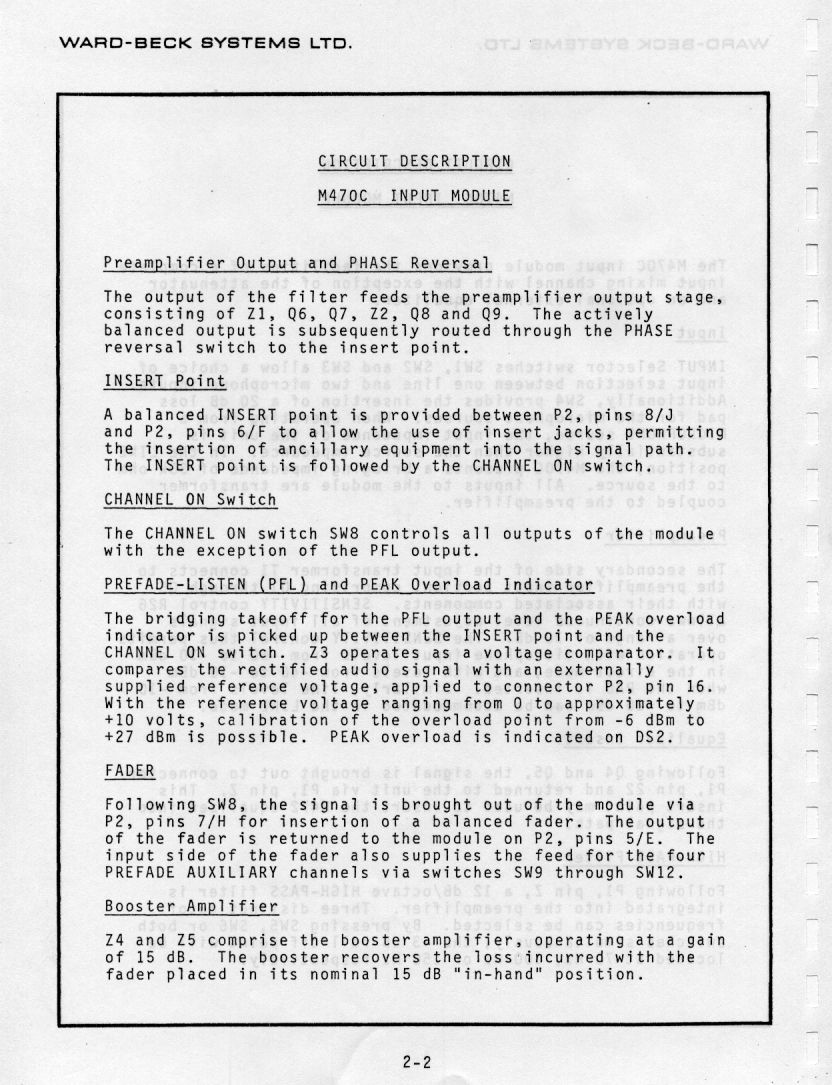 WARD-BECK SYSTEMS LTD.
CIRCUIT DESCRIPTION
M470C INPUT MODULE
Preamplifier Output and PHASE Reversal
The output of the filter feeds the preamplifier output stage,
consisting of Z1, Q6, Q7, Z2, Q8 and Q9. The actively
balanced output is subsequently routed through the PHASE
reversal switch to the insert point.
INSERT Point
A balanced INSERT point is provided between P2, pins 8/J
and P2, pins 6/F to allow the use of insert jacks, permitting
the insertion of ancillary equipment into the signal path.
The INSERT point is followed by the CHANNEL ON switch.
CHANNEL ON Switch
The CHANNEL ON switch SW8 controls all outputs of the module
with the exception of the PFL output.
PREFADE-LISTEN (PFL) and PEAK Overload Indicator
The bridging takeoff for the PFL output and the PEAK overload
indicator is picked up between the INSERT point and the
CHANNEL ON switch. Z3 operates as a voltage comparator. It
compares the rectified audio signal with an externally
supplied reference voltage, applied to connector P2, pin 16.
With the reference voltage ranging from 0 to approximately
+10 volts, calibration of the overload point from -6 dBm to
+27 dBm is possible. PEAK overload is indicated on DS2.
FADER
Following SW8, the signal is brought out of the module via
P2, pins 7/H for insertion of a balanced fader. The output
of the fader is returned to the module on P2, pins 5/E. The
input side of the fader also supplies the feed for the four
PREFADE AUXILIARY channels via switches SW9 through SW12.
Booster Amplifier
Z4 and Z5 comprise the booster amplifier, operating at a gain
of 15 dB. The booster recovers the loss incurred with the
fader placed in its nominal 15 dB "in-hand" position.
2-2